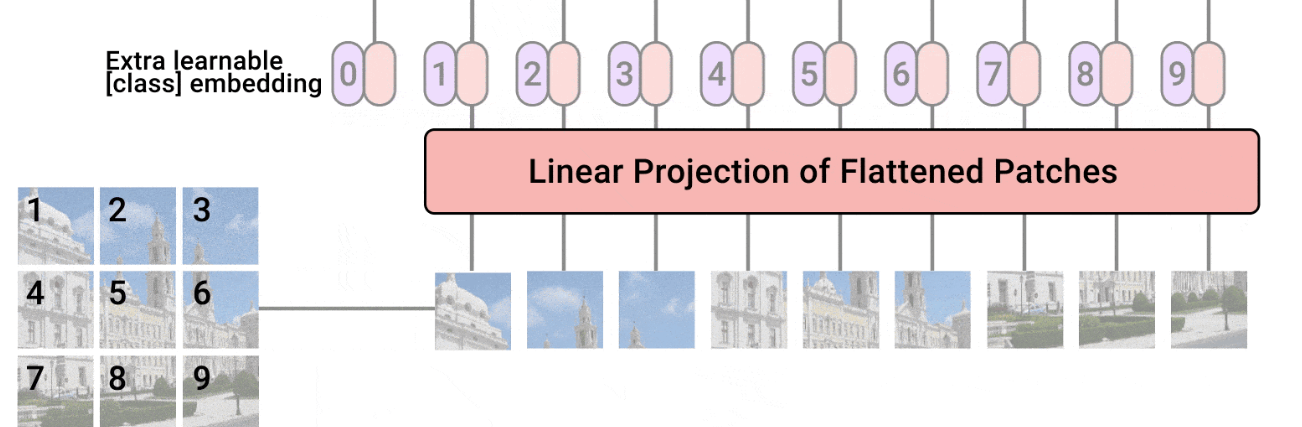 Extra learnable
[class] embedding
0 1 2 3 4 5 6 7 8 9
Linear Projection of Flattened Patches
1 2 3
4 5 6
7 8 9